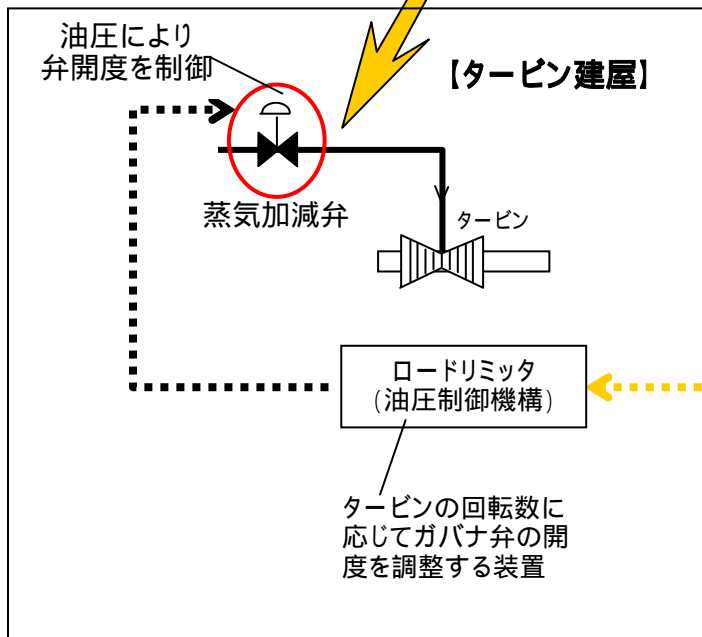 油圧により
弁開度を制御
【タービン建屋】
蒸気加減弁
タービン
ロードリミッタ
(油圧制御機構)
タービンの回転数に
応じてガバナ弁の開
度を調整する装置